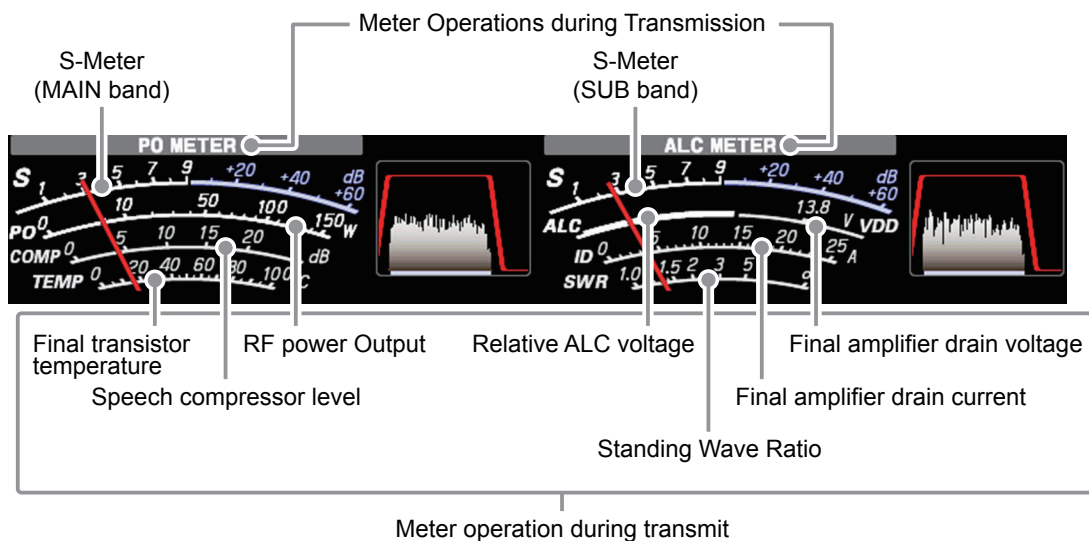 Meter Operations during Transmission
S-Meter
(MAIN band)
S-Meter
(SUB band)
PO METER
S 1 3 5 7 9 +20 +40 +60 dB
PO 0 10 50 100 150 W
COMP 0 5 10 15 20 dB
TEMP 0 20 40 60 80 100 °C
ALC METER
S 1 3 5 7 9 +20 +40 +60 dB
ALC 13.8 V VDD
ID 0 5 10 15 20 25 A
SWR 1.0 1.5 2 3 5 ∞
Final transistor
temperature
RF power Output
Relative ALC voltage
Final amplifier drain voltage
Speech compressor level
Final amplifier drain current
Standing Wave Ratio
Meter operation during transmit